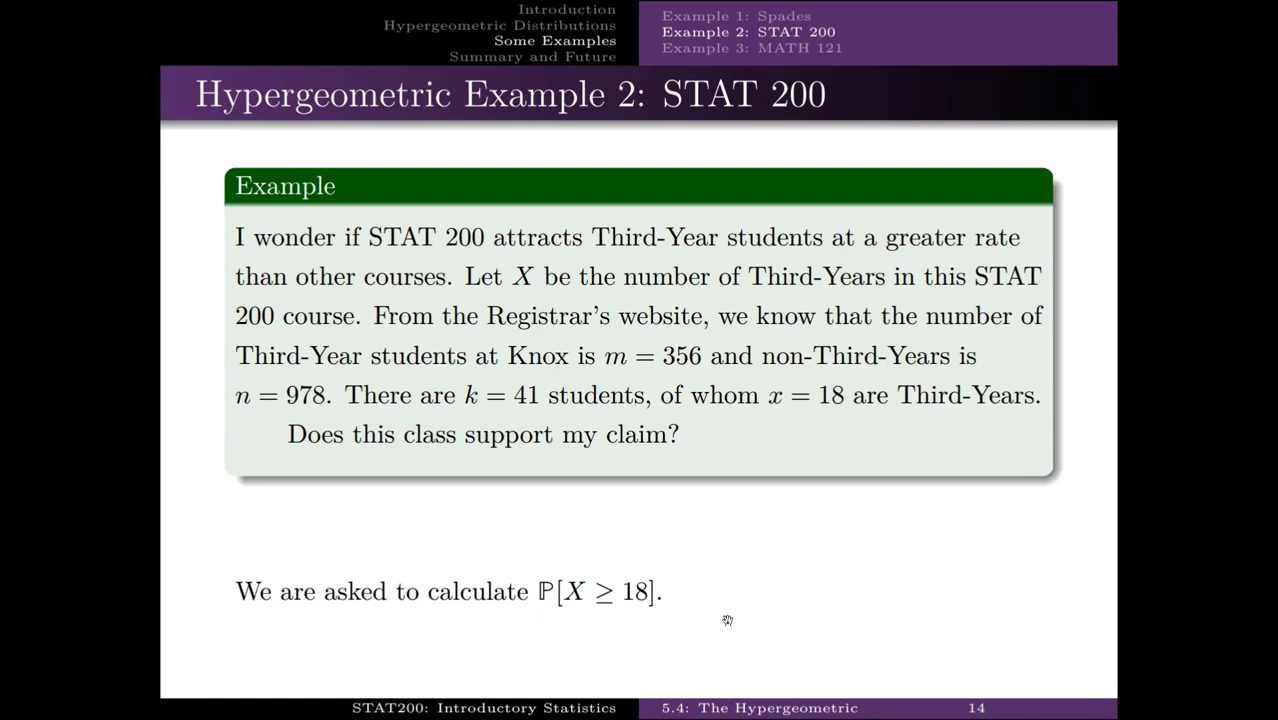 Introduction
Hypergeometric Distributions
Some Examples
Summary and Future
Example 1: Spades
Example 2: STAT 200
Example 3: MATH 121
Hypergeometric Example 2: STAT 200
Example
I wonder if STAT 200 attracts Third-Year students at a greater rate
than other courses. Let X be the number of Third-Years in this STAT
200 course. From the Registrar's website, we know that the number of
Third-Year students at Knox is m = 356 and non-Third-Years is
n = 978. There are k = 41 students, of whom x = 18 are Third-Years.
Does this class support my claim?
We are asked to calculate ℙ[X ≥ 18].
STAT200: Introductory Statistics
5.4: The Hypergeometric
14